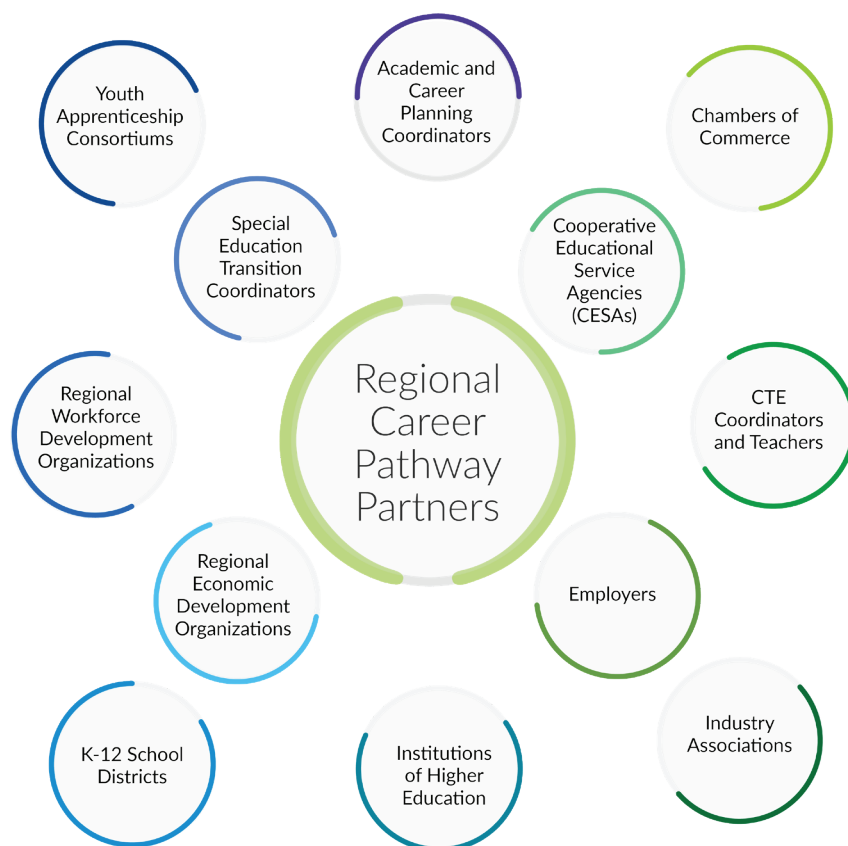 Youth
Apprenticeship
Consortiums
Academic and
Career
Planning
Coordinators
Chambers of
Commerce
Special
Education
Transition
Coordinators
Cooperative
Educational
Service
Agencies
(CESAs)
Regional
Career
Pathway
Partners
Regional
Workforce
Development
Organizations
CTE
Coordinators
and Teachers
Regional
Economic
Development
Organizations
Employers
K-12 School
Districts
Institutions
of Higher
Education
Industry
Associations